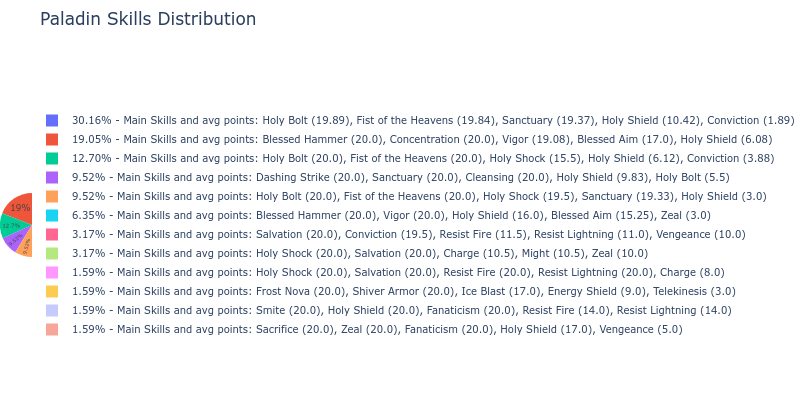 Paladin Skills Distribution
30.16% - Main Skills and avg points: Holy Bolt (19.89), Fist of the Heavens (19.84), Sanctuary (19.37), Holy Shield (10.42), Conviction (1.89)
19.05% - Main Skills and avg points: Blessed Hammer (20.0), Concentration (20.0), Vigor (19.08), Blessed Aim (17.0), Holy Shield (6.08)
12.70% - Main Skills and avg points: Holy Bolt (20.0), Fist of the Heavens (20.0), Holy Shock (15.5), Holy Shield (6.12), Conviction (3.88)
9.52% - Main Skills and avg points: Dashing Strike (20.0), Sanctuary (20.0), Cleansing (20.0), Holy Shield (9.83), Holy Bolt (5.5)
9.52% - Main Skills and avg points: Holy Bolt (20.0), Fist of the Heavens (20.0), Holy Shock (19.5), Sanctuary (19.33), Holy Shield (3.0)
6.35% - Main Skills and avg points: Blessed Hammer (20.0), Vigor (20.0), Holy Shield (16.0), Blessed Aim (15.25), Zeal (3.0)
3.17% - Main Skills and avg points: Salvation (20.0), Conviction (19.5), Resist Fire (11.5), Resist Lightning (11.0), Vengeance (10.0)
3.17% - Main Skills and avg points: Holy Shock (20.0), Salvation (20.0), Charge (10.5), Might (10.5), Zeal (10.0)
1.59% - Main Skills and avg points: Holy Shock (20.0), Salvation (20.0), Resist Fire (20.0), Resist Lightning (20.0), Charge (8.0)
1.59% - Main Skills and avg points: Frost Nova (20.0), Shiver Armor (20.0), Ice Blast (17.0), Energy Shield (9.0), Telekinesis (3.0)
1.59% - Main Skills and avg points: Smite (20.0), Holy Shield (20.0), Fanaticism (20.0), Resist Fire (14.0), Resist Lightning (14.0)
1.59% - Main Skills and avg points: Sacrifice (20.0), Zeal (20.0), Fanaticism (20.0), Holy Shield (17.0), Vengeance (5.0)
19%
12.7%
9.52%
9.52%